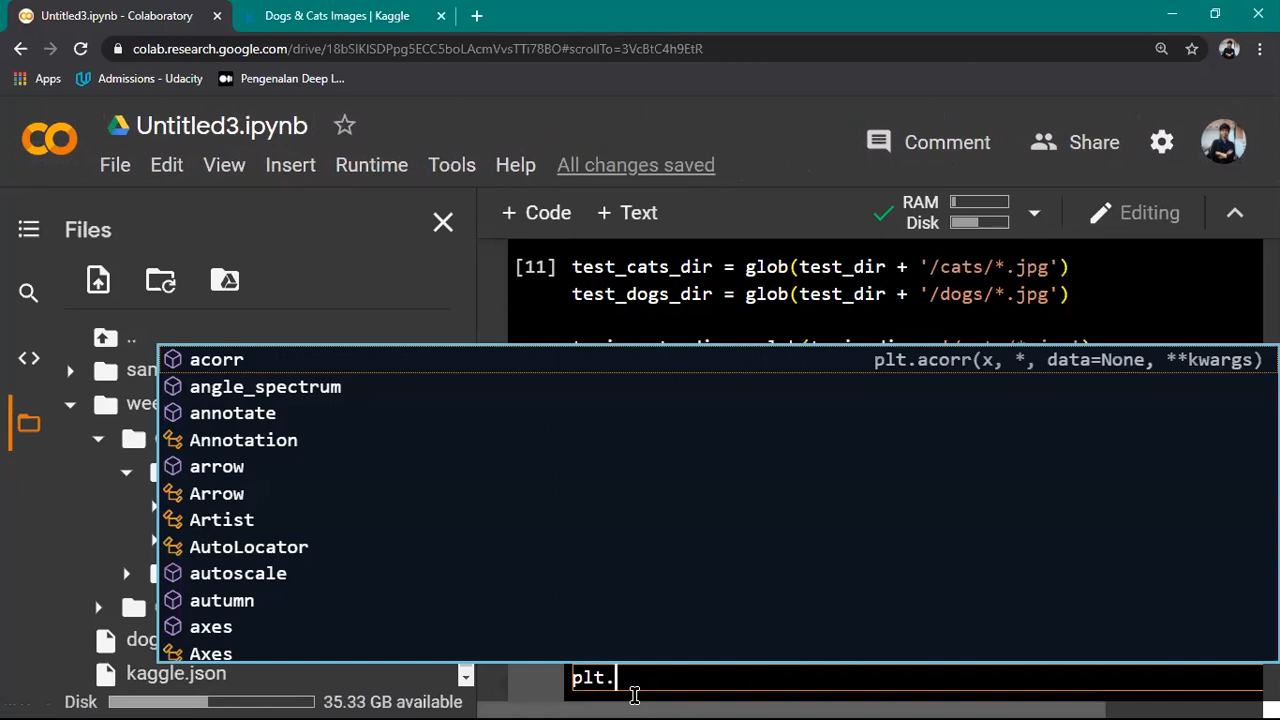 Untitled3.ipynb - Colaboratory
Dogs & Cats Images | Kaggle
colab.research.google.com/drive/18bSIKISDPpg5ECC5boLAcmVvsTTi78BO#scrollTo=3VcBtC4h9EtR
Apps
Admissions - Udacity
Pengenalan Deep L...
Untitled3.ipynb
Comment
Share
File Edit View Insert Runtime Tools Help All changes saved
Files
+ Code + Text
RAM
Disk
Editing
[11] test_cats_dir = glob(test_dir + '/cats/*.jpg')
test_dogs_dir = glob(test_dir + '/dogs/*.jpg')
..
acorr plt.acorr(x, *, data=None, **kwargs)
angle_spectrum
annotate
Annotation
arrow
Arrow
Artist
AutoLocator
autoscale
autumn
axes
Axes
kaggle.json
plt.
Disk 35.33 GB available